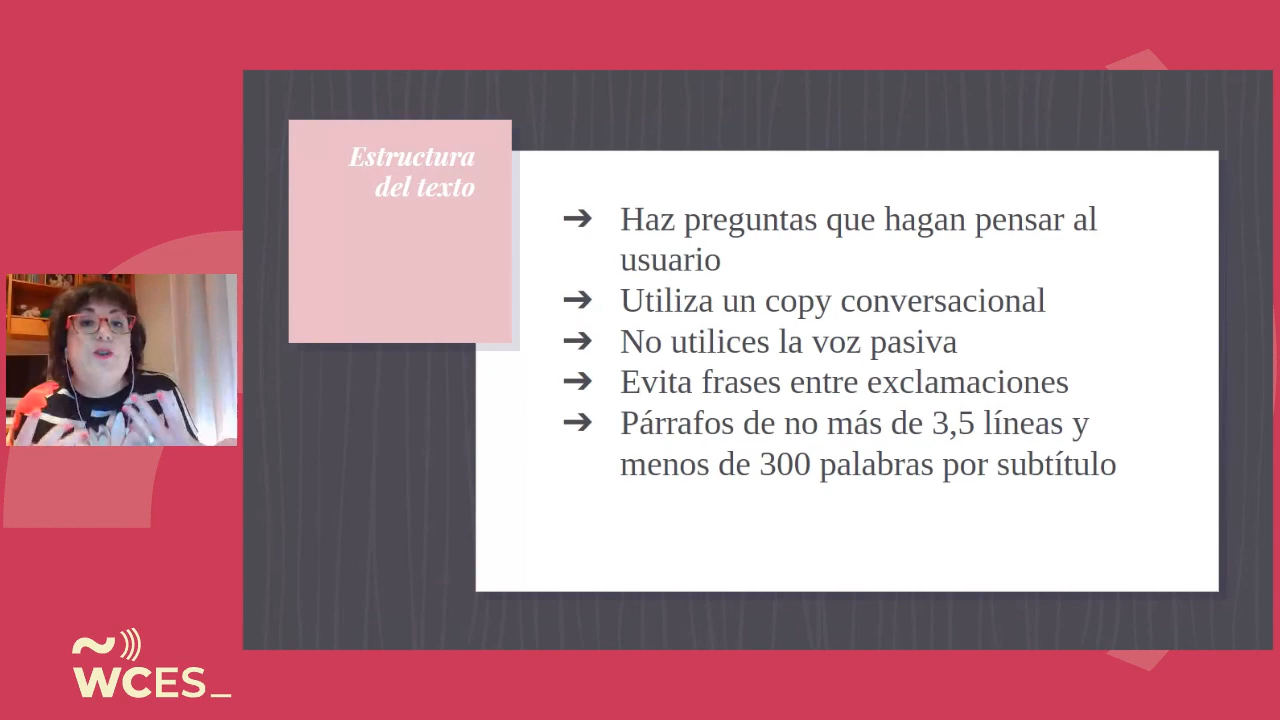 Estructura
del texto
➔ Haz preguntas que hagan pensar al
usuario
➔ Utiliza un copy conversacional
➔ No utilices la voz pasiva
➔ Evita frases entre exclamaciones
➔ Párrafos de no más de 3,5 líneas y
menos de 300 palabras por subtítulo
WCES_